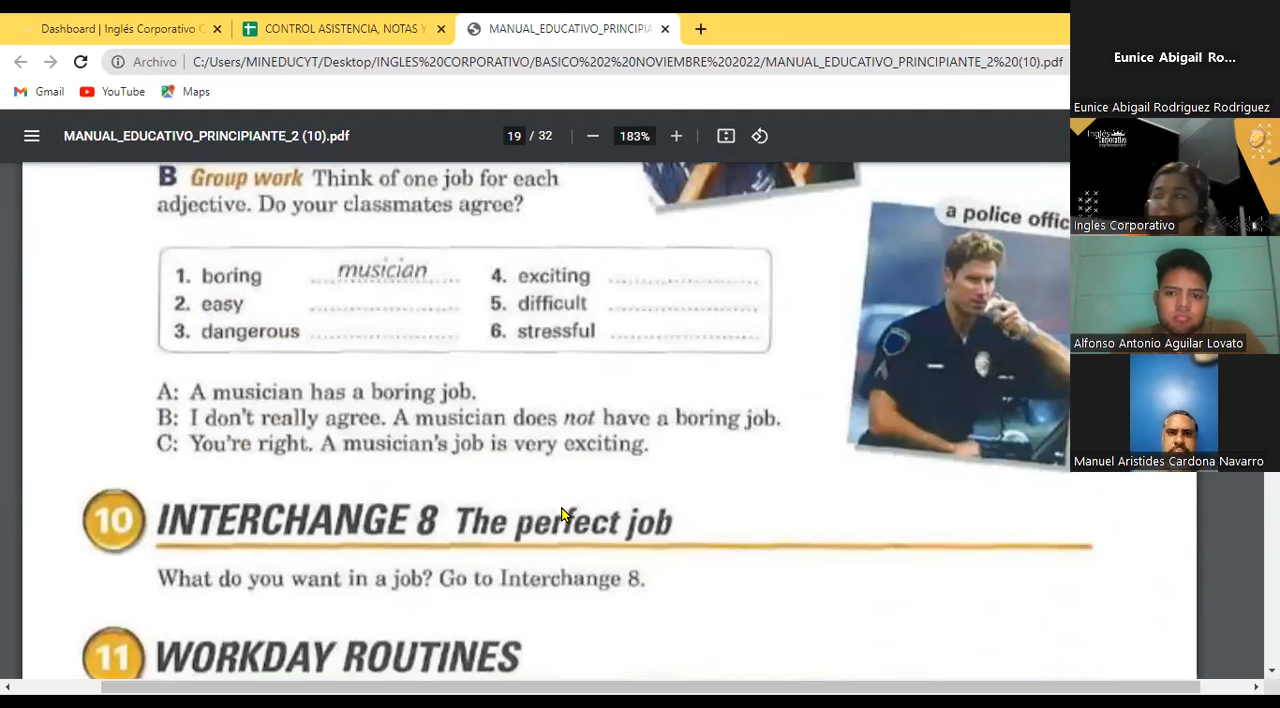 Dashboard | Inglés Corporativo
CONTROL ASISTENCIA, NOTAS Y
MANUAL_EDUCATIVO_PRINCIPIA
Archivo
C:/Users/MINEDUCYT/Desktop/INGLES%20CORPORATIVO/BASICO%202%20NOVIEMBRE%202022/MANUAL_EDUCATIVO_PRINCIPIANTE_2%20(10).pdf
Gmail
YouTube
Maps
MANUAL_EDUCATIVO_PRINCIPIANTE_2 (10).pdf
19 / 32
183%
B Group work Think of one job for each
adjective. Do your classmates agree?
a police offic
1. boring musician
2. easy
3. dangerous
4. exciting
5. difficult
6. stressful
A: A musician has a boring job.
B: I don't really agree. A musician does not have a boring job.
C: You're right. A musician's job is very exciting.
10 INTERCHANGE 8 The perfect job
What do you want in a job? Go to Interchange 8.
11 WORKDAY ROUTINES
Eunice Abigail Ro...
Eunice Abigail Rodriguez Rodriguez
Inglés
Corporativo
Ingles Corporativo
Alfonso Antonio Aguilar Lovato
Manuel Aristides Cardona Navarro